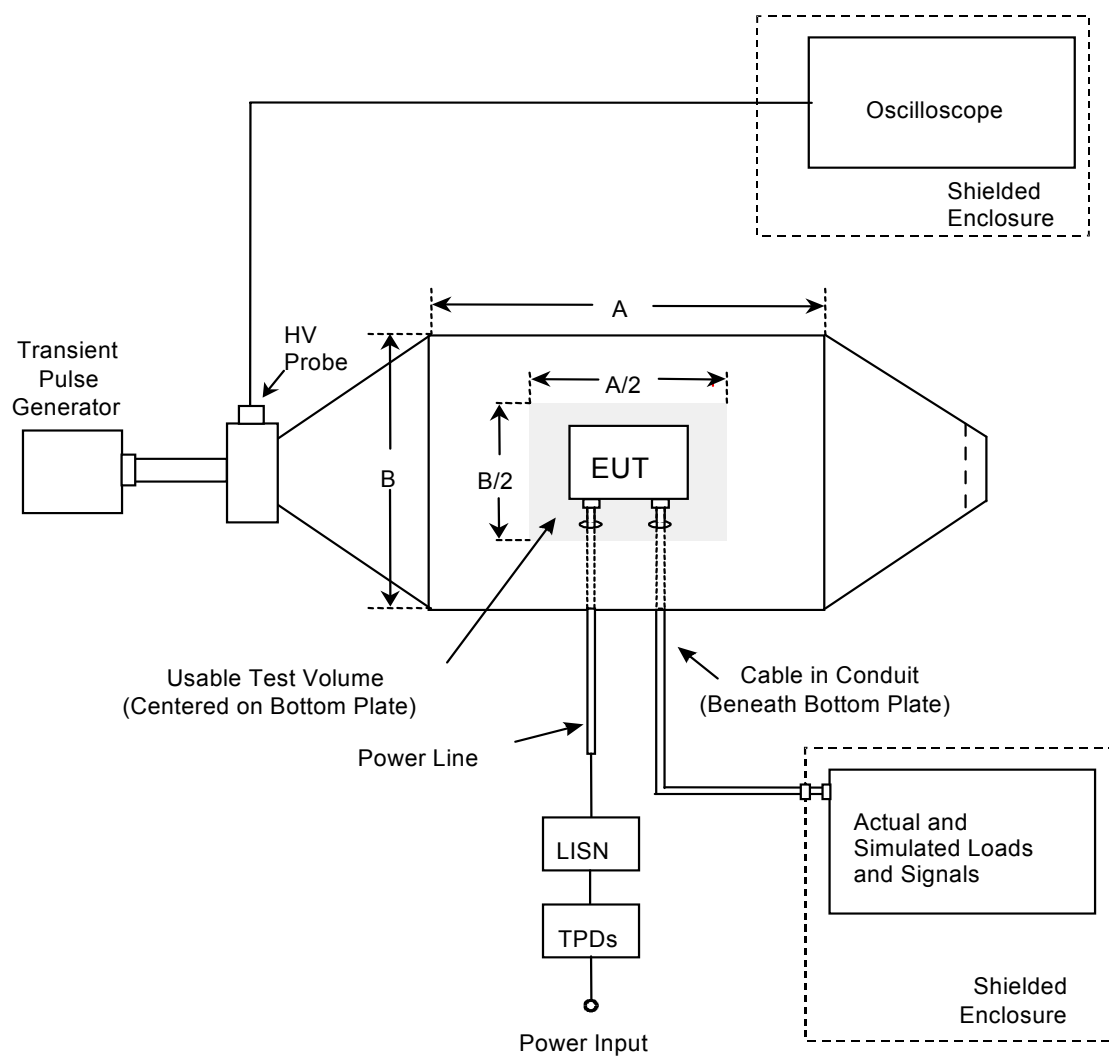 Oscilloscope
Shielded
Enclosure
A
HV
Probe
Transient
Pulse
Generator
A/2
B
B/2
EUT
Usable Test Volume
(Centered on Bottom Plate)
Cable in Conduit
(Beneath Bottom Plate)
Power Line
LISN
Actual and
Simulated Loads
and Signals
TPDs
Shielded
Enclosure
Power Input